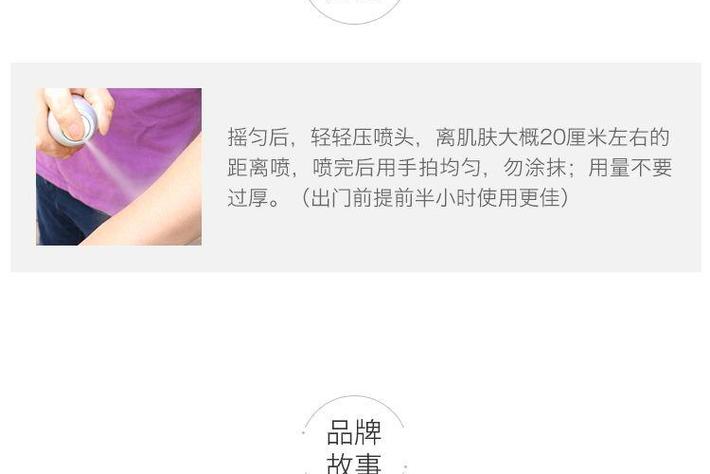 摇匀后，轻轻压喷头，离肌肤大概20厘米左右的
距离喷，喷完后用手拍均匀，勿涂抹；用量不要
过厚。（出门前提前半小时使用更佳）
品牌
故事